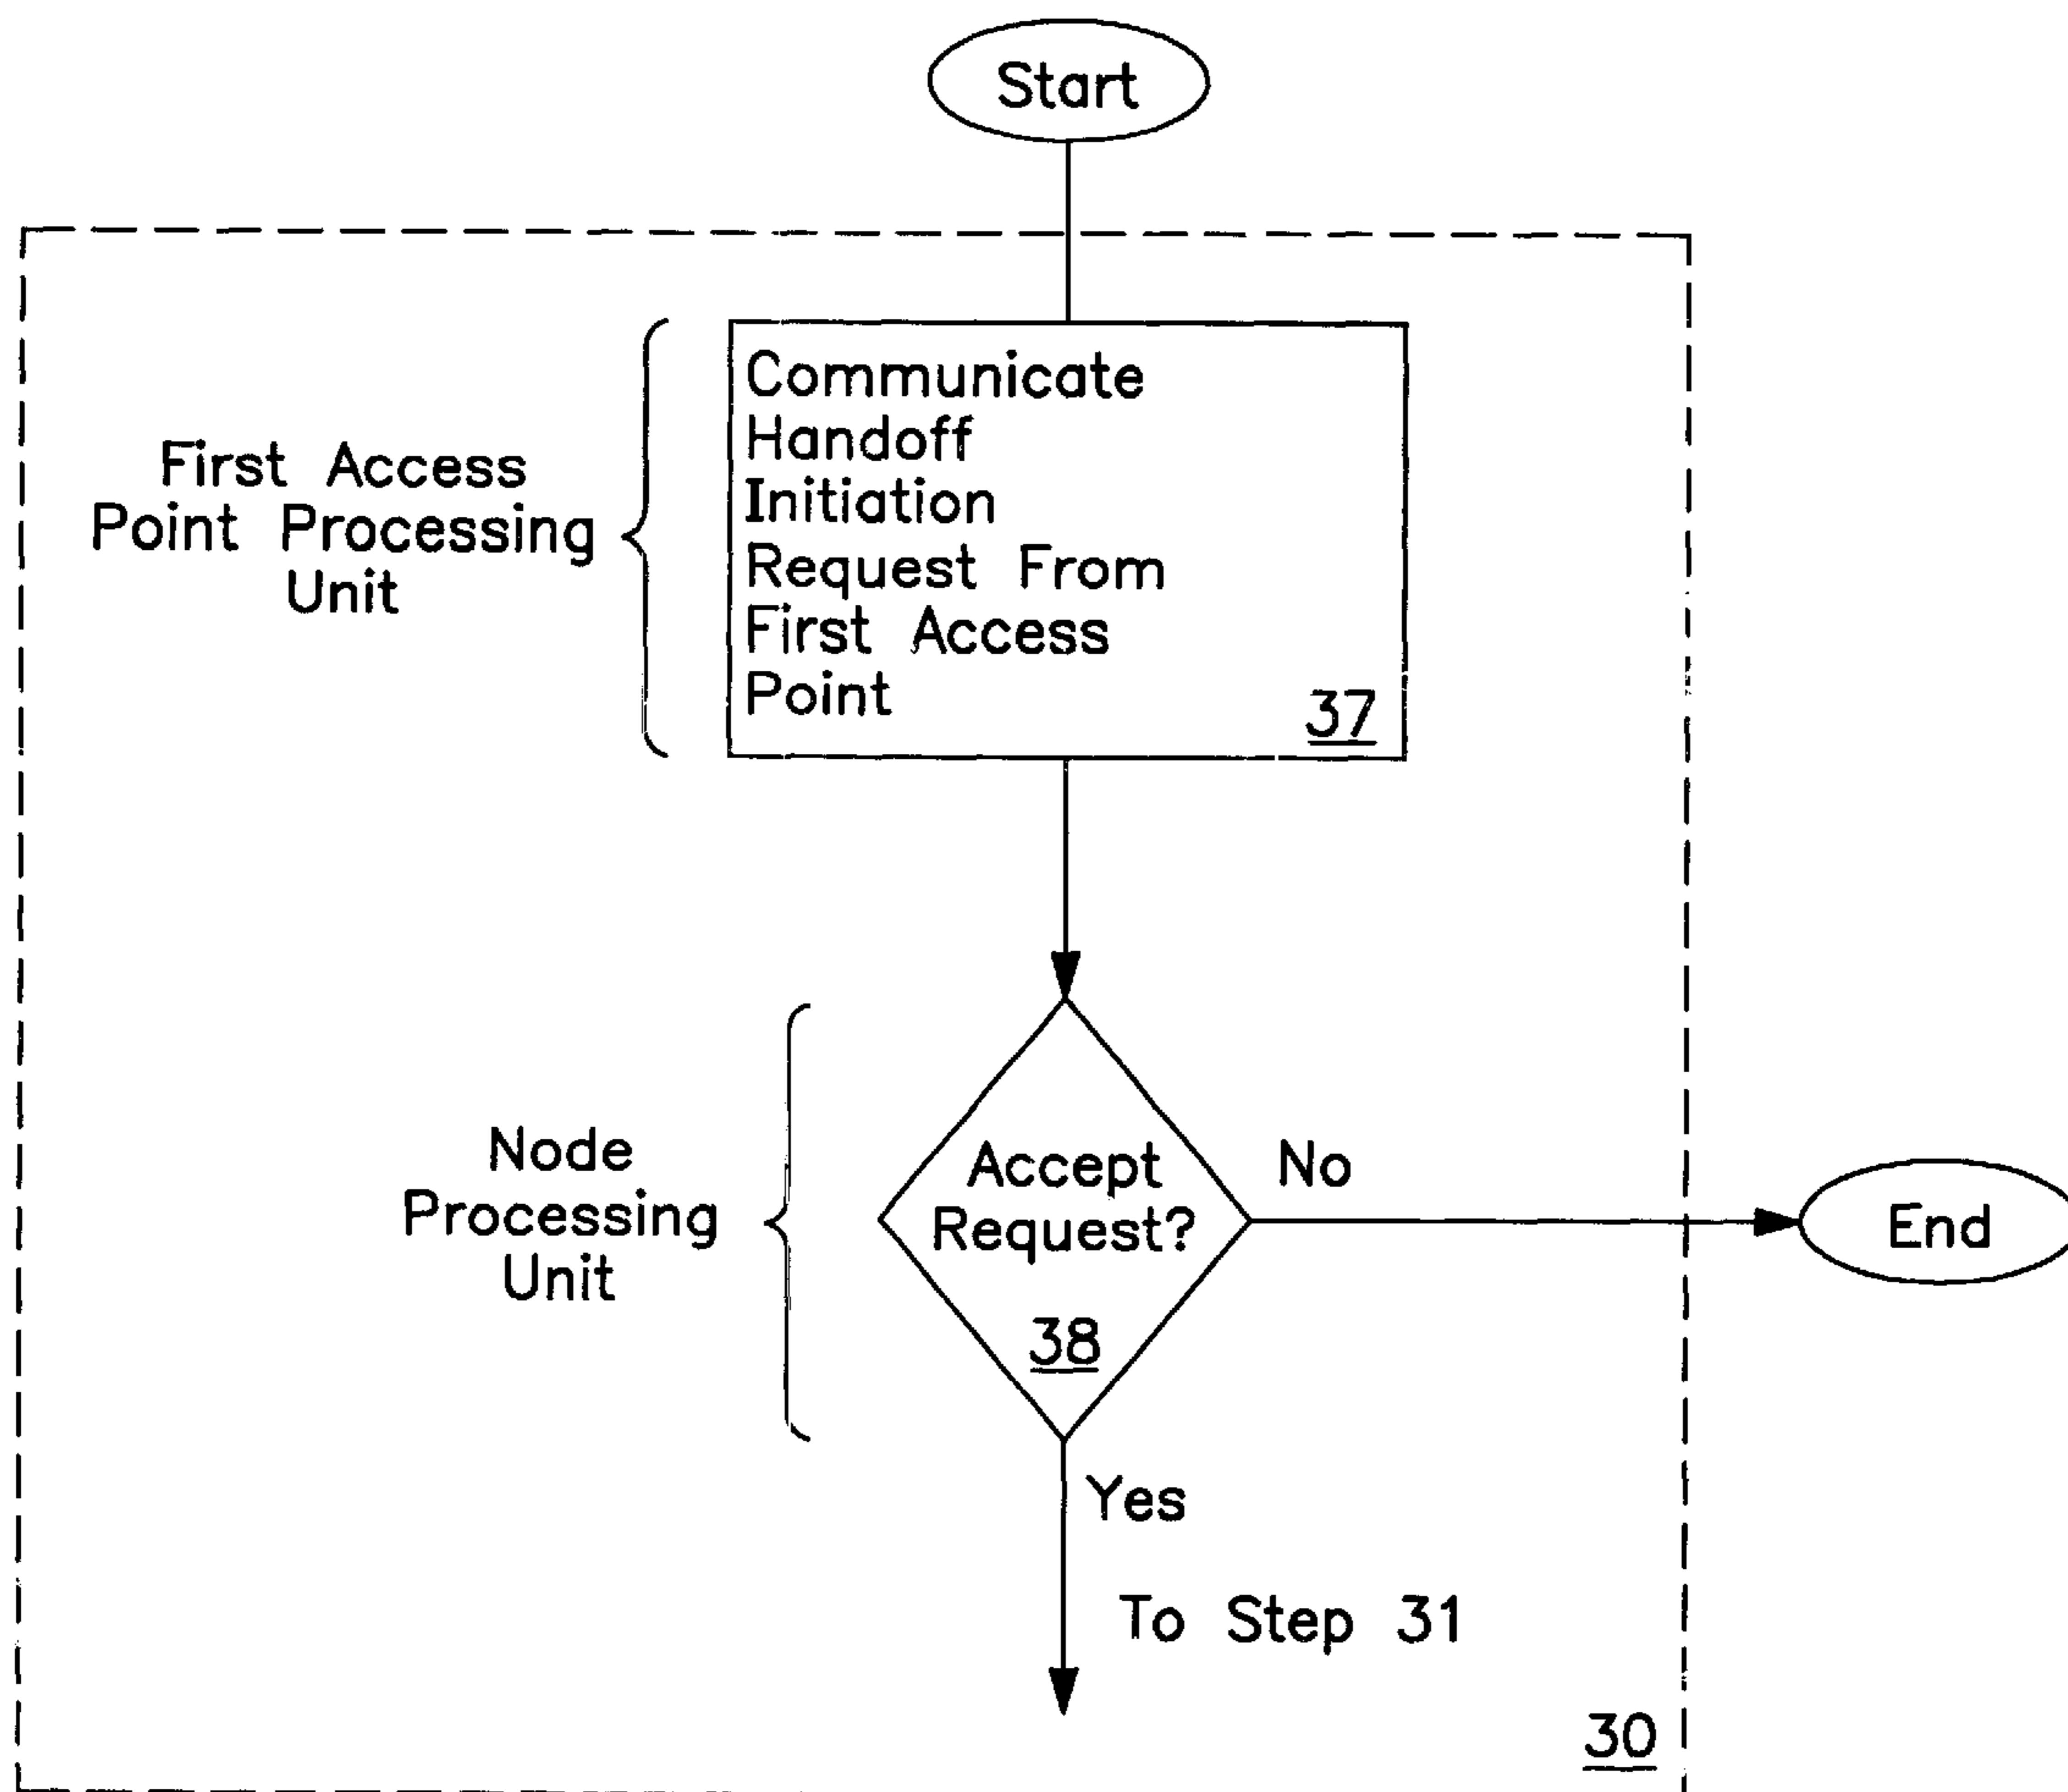 Start
First Access
Point Processing
Unit
Communicate
Handoff
Initiation
Request From
First Access
Point
37
Node
Processing
Unit
Accept
Request?
38
No
End
Yes
To Step 31
30